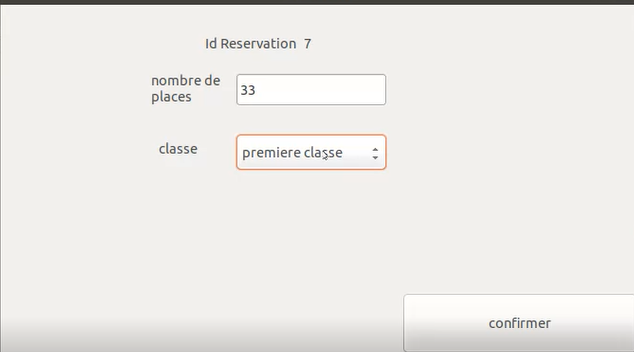 Id Reservation 7
nombre de
places
33
classe
premiere classe
confirmer